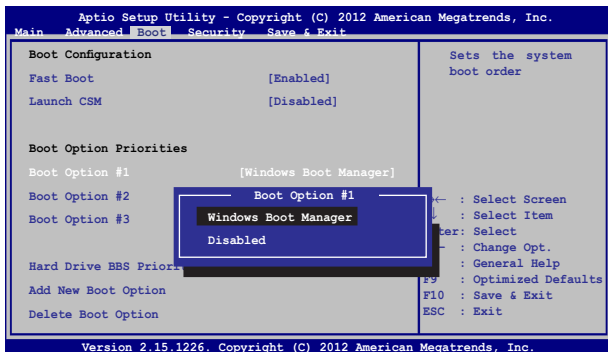 Aptio Setup Utility - Copyright (C) 2012 American Megatrends, Inc.
Main Advanced Boot Security Save & Exit
Boot Configuration
Fast Boot [Enabled]
Launch CSM [Disabled]
Boot Option Priorities
Boot Option #1 [Windows Boot Manager]
Boot Option #2
Boot Option #3
Hard Drive BBS
Add New Boot Option
Delete Boot Option
Boot Option #1
Windows Boot Manager
Disabled
Sets the system
boot order
←  : Select Screen
: Select Item
: Select
: Change Opt.
: General Help
F9 : Optimized Defaults
F10 : Save & Exit
ESC : Exit
Version 2.15.1226. Copyright (C) 2012 American Megatrends, Inc.